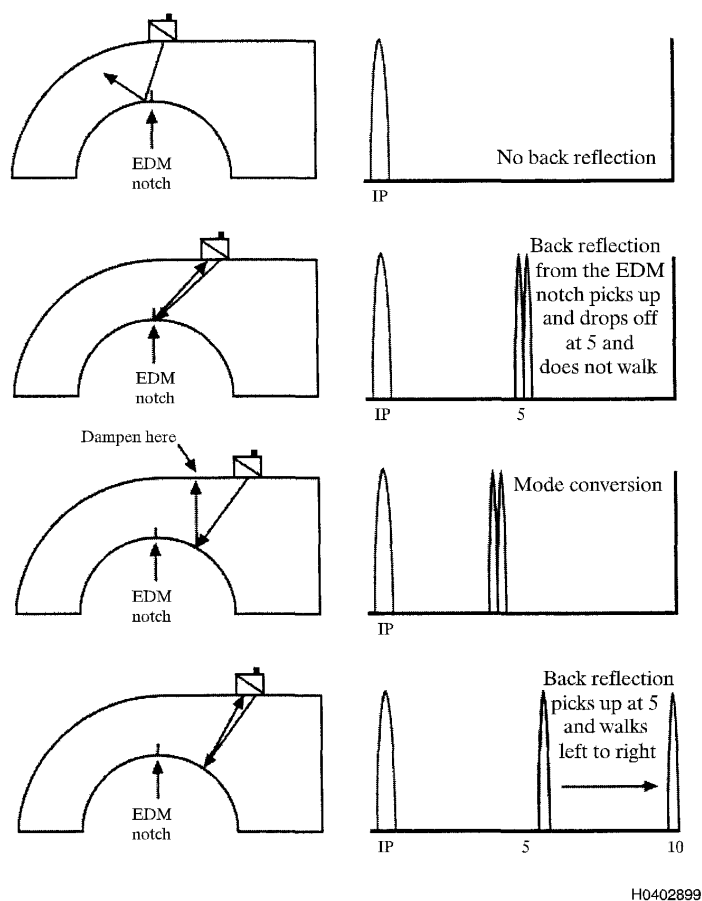 EDM
notch
No back reflection
IP
EDM
notch
Back reflection
from the EDM
notch picks up
and drops off
at 5 and
does not walk
IP
5
Dampen here
EDM
notch
Mode conversion
IP
EDM
notch
Back reflection
picks up at 5
and walks
left to right
IP
5
10
H0402899